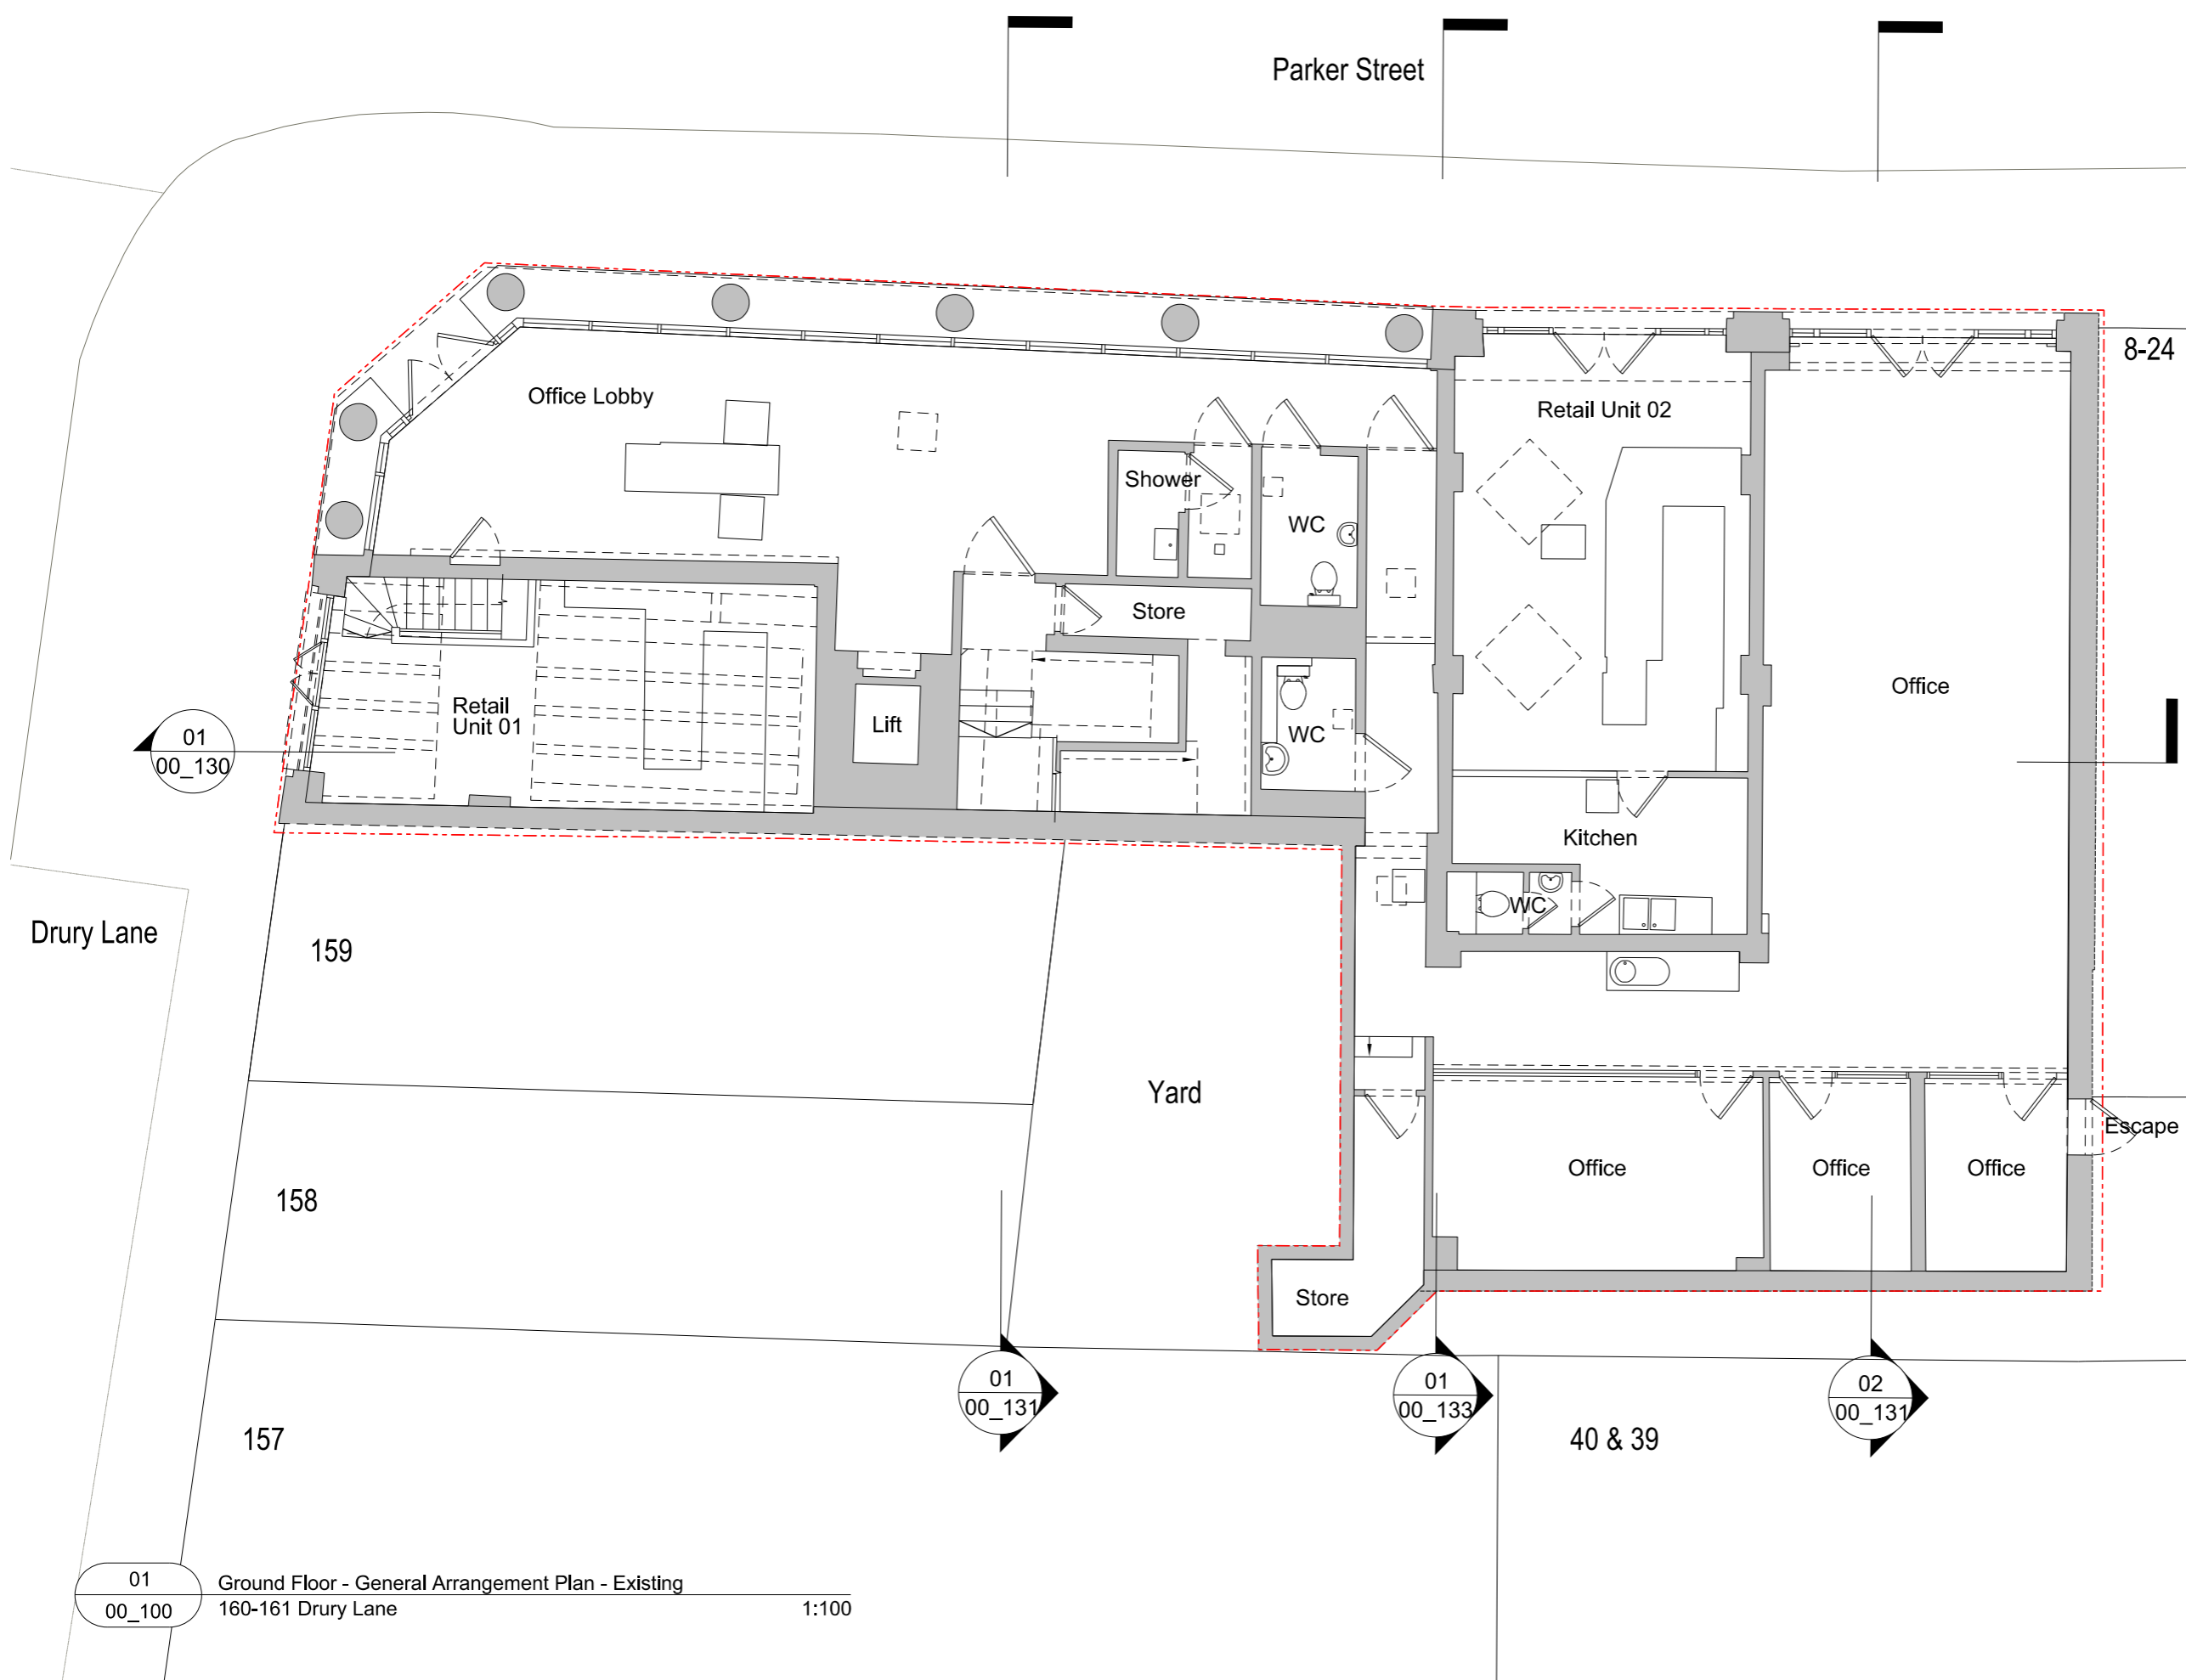 Parker Street
8-24
Office Lobby
Retail Unit 02
Shower
WC
Store
Office
Retail
Unit 01
Lift
WC
01
00_130
Kitchen
WC
Drury Lane
159
Yard
Escape
Office
Office
Office
158
Store
01
00_131
01
00_133
02
00_131
157
40 & 39
01
00_100
Ground Floor - General Arrangement Plan - Existing
160-161 Drury Lane
1:100